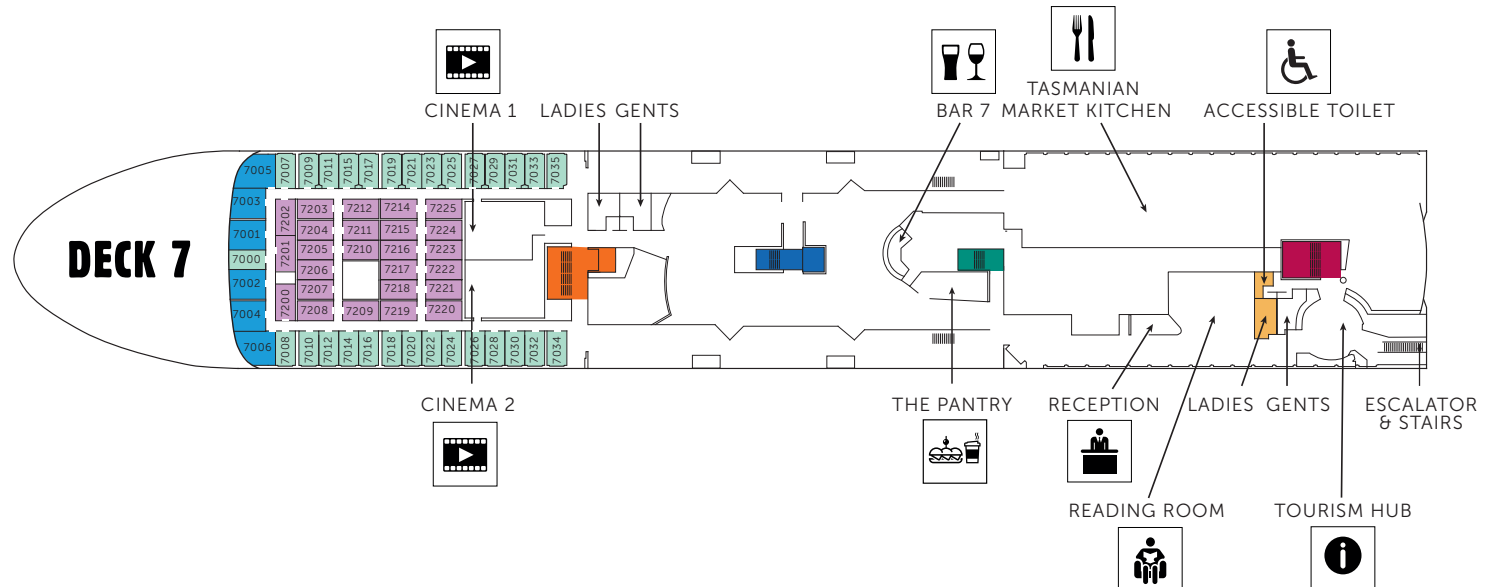 CINEMA 1
LADIES GENTS
BAR 7
TASMANIAN
MARKET KITCHEN
ACCESSIBLE TOILET
DECK 7
7005
7003
7001
7000
7002
7004
7006
7007 7009 7011 7015 7017 7019 7021 7023 7025 7027 7029 7031 7033 7035
7202 7203 7212 7214 7225
7204 7211 7215 7224
7201 7205 7210 7216 7223
7206 7217 7222
7207 7218 7221
7200 7208 7209 7219 7220
7008 7010 7012 7014 7016 7018 7020 7022 7024 7026 7028 7030 7032 7034
CINEMA 2
THE PANTRY
RECEPTION
LADIES GENTS
ESCALATOR
& STAIRS
READING ROOM
TOURISM HUB
i